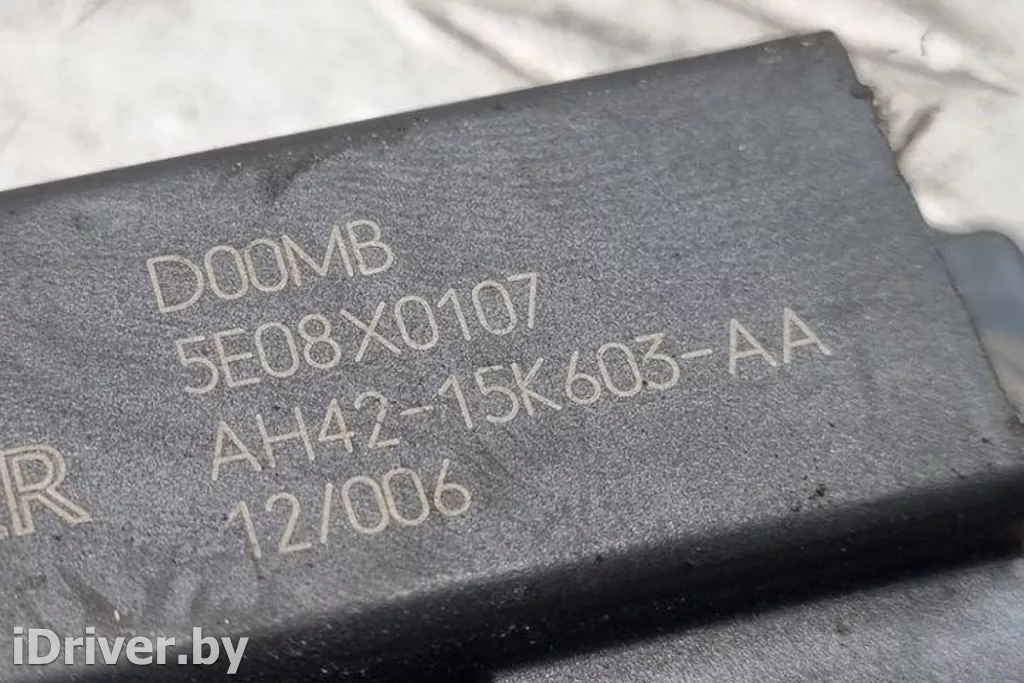 D00MB
5E08X0107
AH42-15K603-AA
12/006
iDriver.by